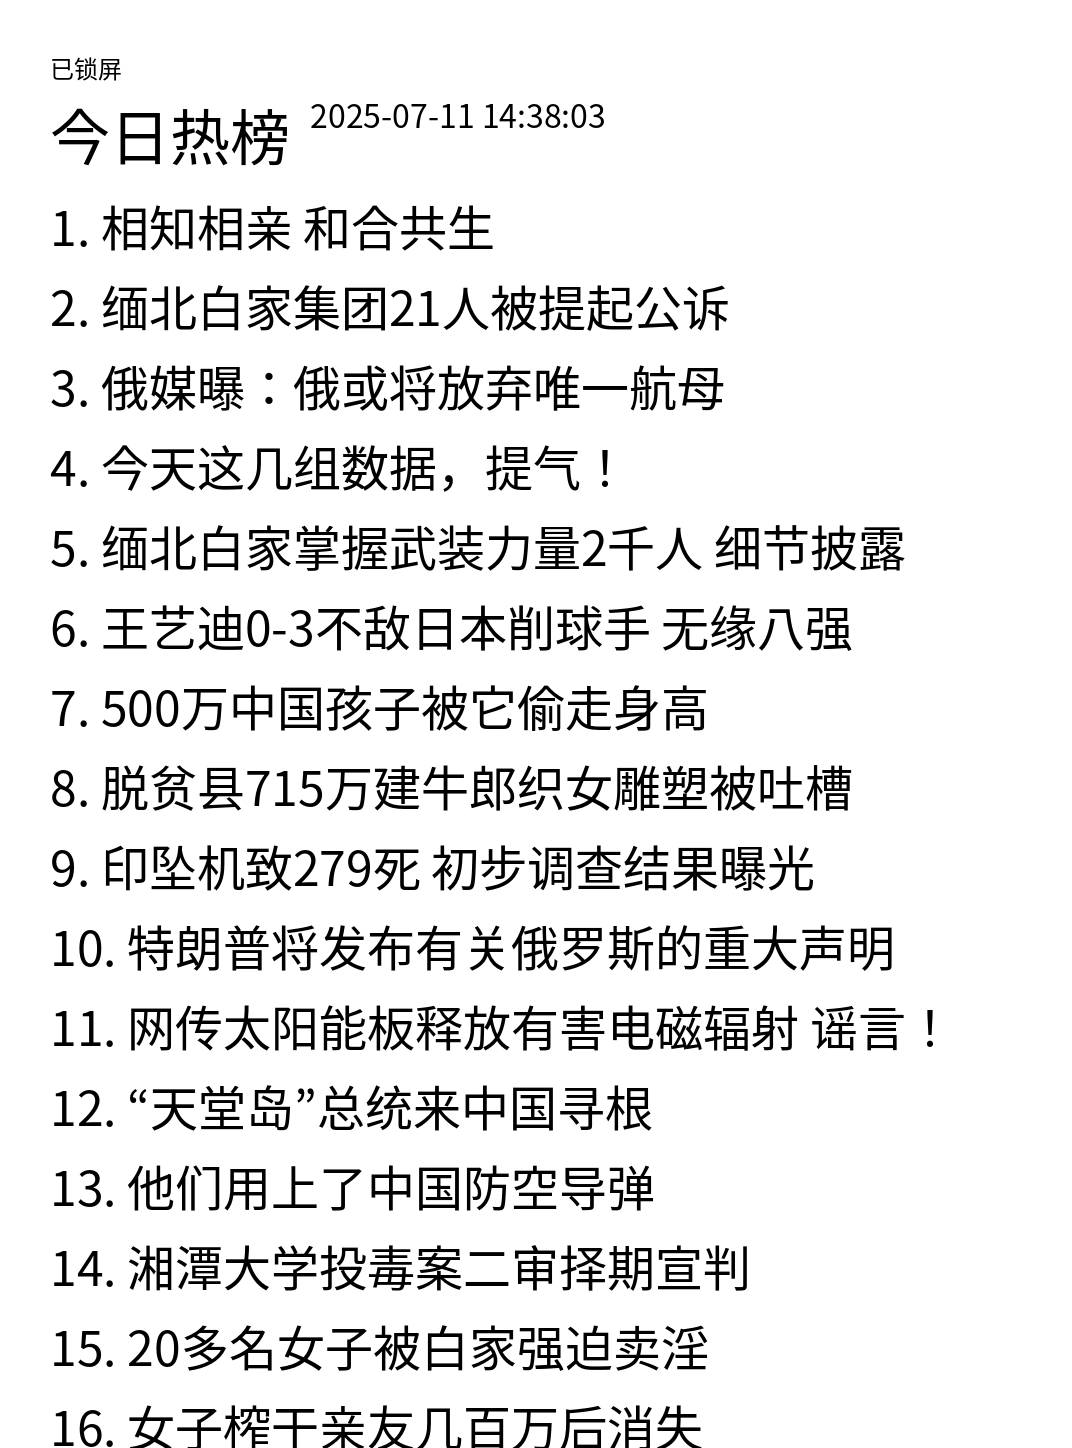 已锁屏
今日热榜 2025-07-11 14:38:03
1. 相知相亲 和合共生
2. 缅北白家集团21人被提起公诉
3. 俄媒曝：俄或将放弃唯一航母
4. 今天这几组数据，提气！
5. 缅北白家掌握武装力量2千人 细节披露
6. 王艺迪0-3不敌日本削球手 无缘八强
7. 500万中国孩子被它偷走身高
8. 脱贫县715万建牛郎织女雕塑被吐槽
9. 印坠机致279死 初步调查结果曝光
10. 特朗普将发布有关俄罗斯的重大声明
11. 网传太阳能板释放有害电磁辐射 谣言！
12. “天堂岛”总统来中国寻根
13. 他们用上了中国防空导弹
14. 湘潭大学投毒案二审择期宣判
15. 20多名女子被白家强迫卖淫
16. 女子榨干亲友几百万后消失